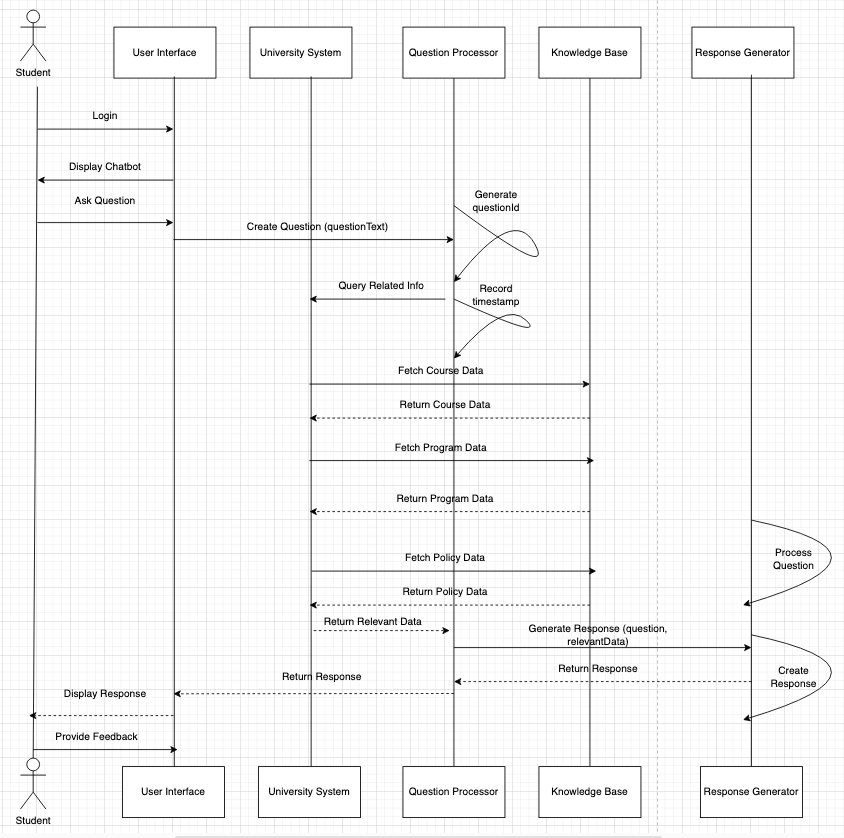 Student
User Interface
University System
Question Processor
Knowledge Base
Response Generator
Login
Display Chatbot
Ask Question
Generate
questionId
Create Question (questionText)
Query Related Info
Record
timestamp
Fetch Course Data
Return Course Data
Fetch Program Data
Return Program Data
Process
Question
Fetch Policy Data
Return Policy Data
Return Relevant Data
Generate Response (question,
relevantData)
Return Response
Create
Response
Return Response
Display Response
Provide Feedback
Student
User Interface
University System
Question Processor
Knowledge Base
Response Generator